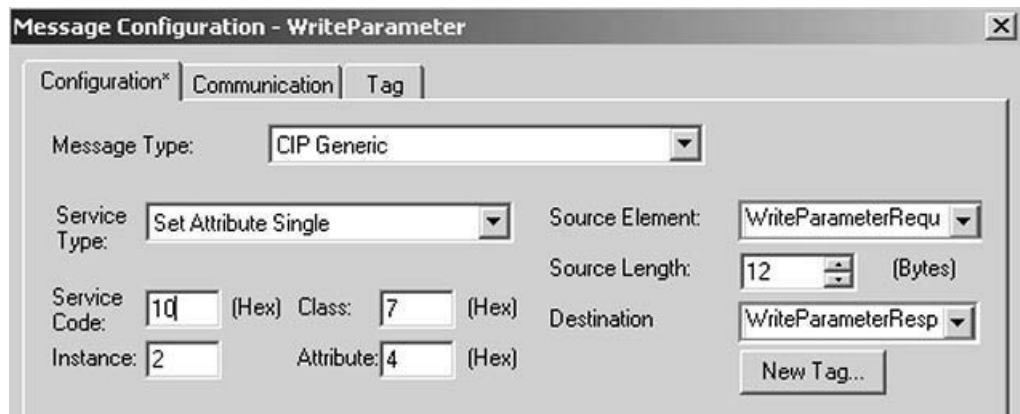 Message Configuration - WriteParameter
Configuration* Communication Tag
Message Type: CIP Generic
Service Type: Set Attribute Single
Source Element: WriteParameterRequ
Source Length: 12 (Bytes)
Service Code: 10 (Hex) Class: 7 (Hex)
Destination WriteParameterResp
Instance: 2 Attribute: 4 (Hex)
New Tag...